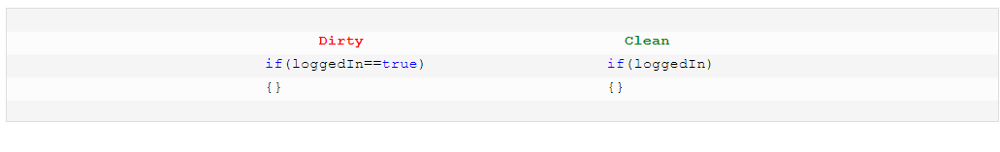 Dirty Clean
if(loggedIn==true) if(loggedIn)
{} {}